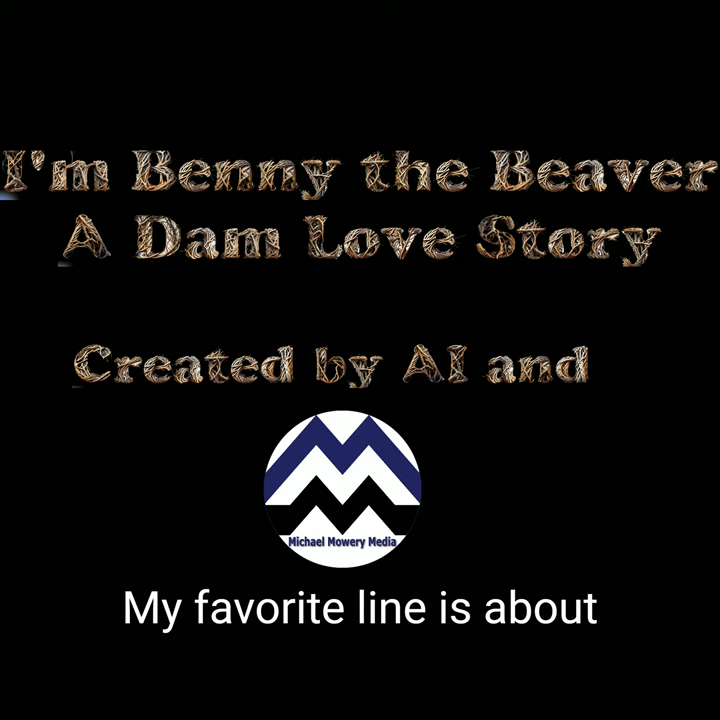 I'm Benny the Beaver
A Dam Love Story
Created by AI and
Michael Mowery Media
My favorite line is about